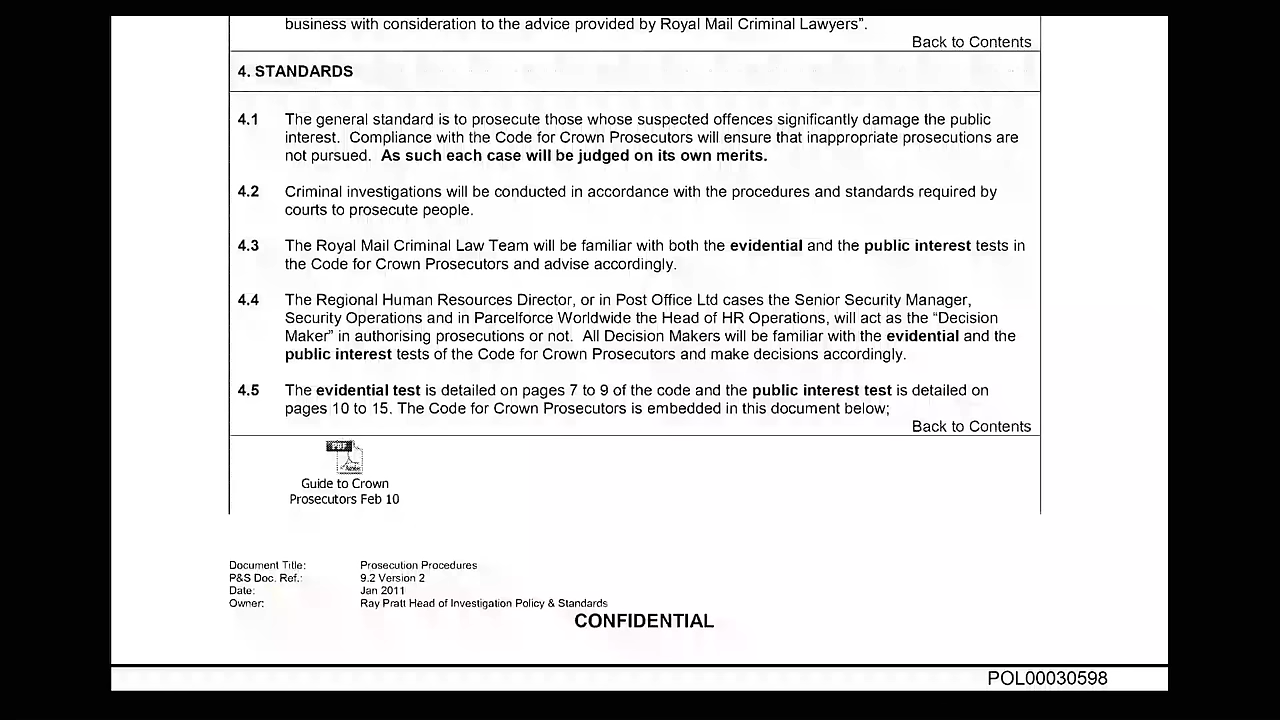 business with consideration to the advice provided by Royal Mail Criminal Lawyers”.
Back to Contents
4. STANDARDS
4.1 The general standard is to prosecute those whose suspected offences significantly damage the public
interest. Compliance with the Code for Crown Prosecutors will ensure that inappropriate prosecutions are
not pursued. As such each case will be judged on its own merits.
4.2 Criminal investigations will be conducted in accordance with the procedures and standards required by
courts to prosecute people.
4.3 The Royal Mail Criminal Law Team will be familiar with both the evidential and the public interest tests in
the Code for Crown Prosecutors and advise accordingly.
4.4 The Regional Human Resources Director, or in Post Office Ltd cases the Senior Security Manager,
Security Operations and in Parcelforce Worldwide the Head of HR Operations, will act as the “Decision
Maker” in authorising prosecutions or not. All Decision Makers will be familiar with the evidential and the
public interest tests of the Code for Crown Prosecutors and make decisions accordingly.
4.5 The evidential test is detailed on pages 7 to 9 of the code and the public interest test is detailed on
pages 10 to 15. The Code for Crown Prosecutors is embedded in this document below;
Back to Contents
PDF
Guide to Crown
Prosecutors Feb 10
Document Title: Prosecution Procedures
P&S Doc. Ref.: 9.2 Version 2
Date: Jan 2011
Owner: Ray Pratt Head of Investigation Policy & Standards
CONFIDENTIAL
POL00030598